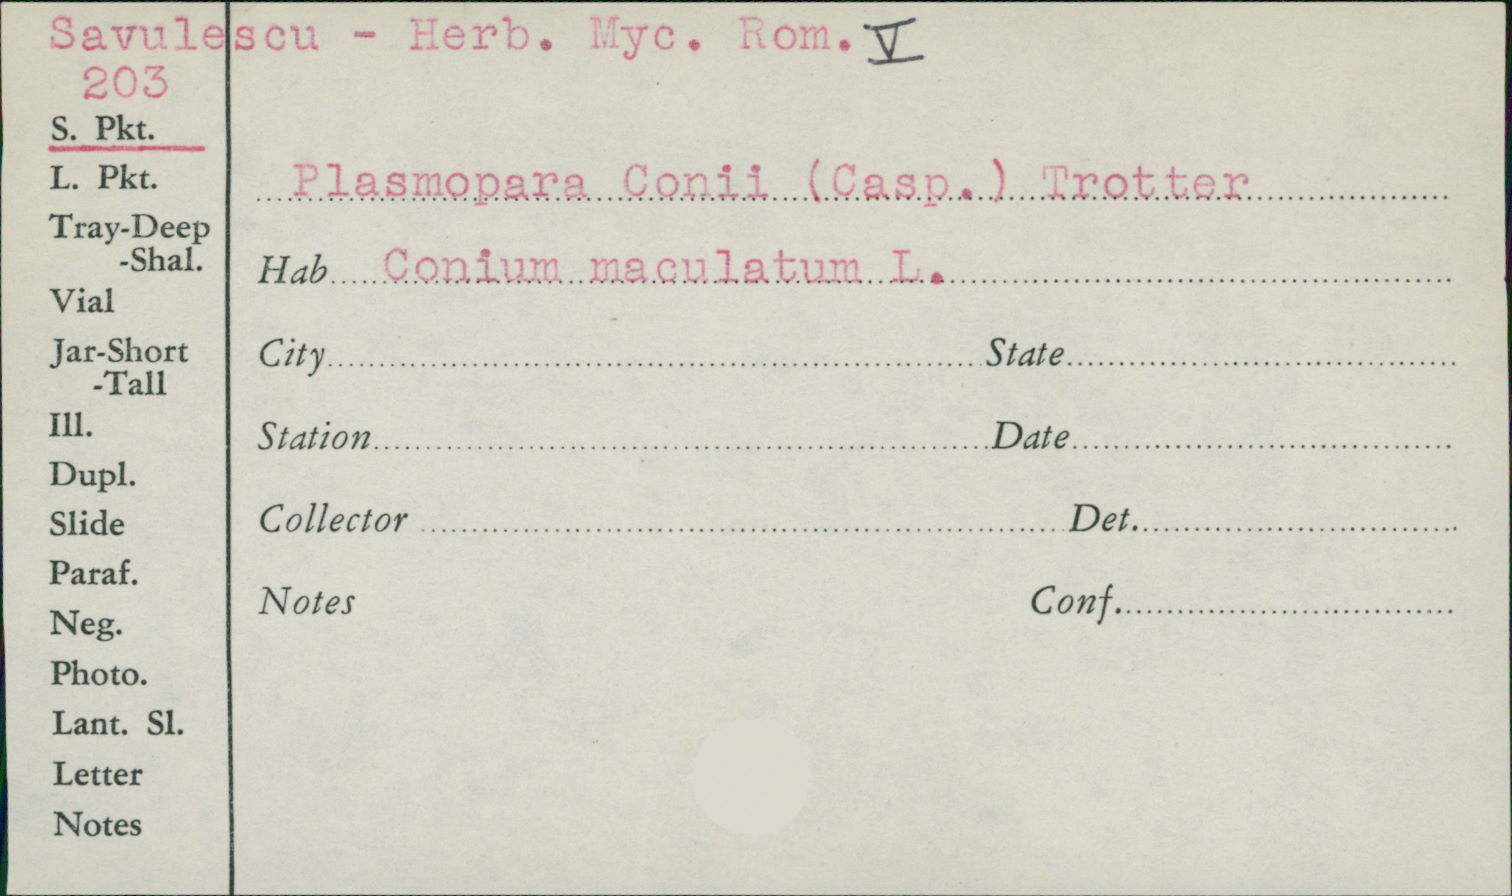 Savulescu - Herb. Myc. Rom. V
203
S. Pkt.
L. Pkt.
Plasmopara Conii (Casp.) Trotter
Tray-Deep
-Shal.
Hab. Conium maculatum L.
Vial
Jar-Short
-Tall
City
State
Ill.
Station
Date
Dupl.
Slide
Collector
Det.
Paraf.
Notes
Conf.
Neg.
Photo.
Lant. Sl.
Letter
Notes